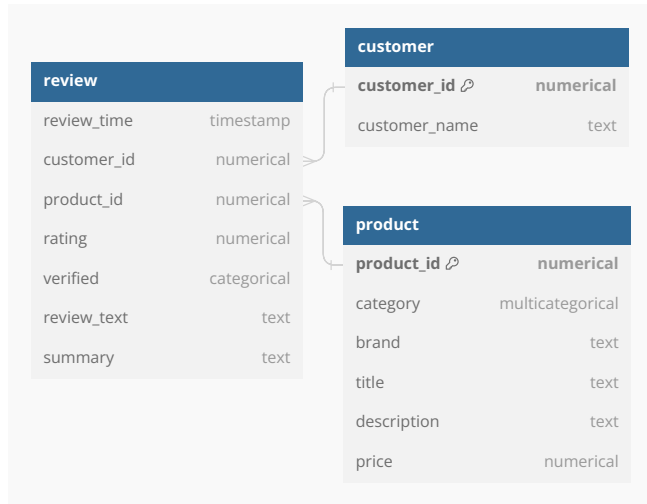 review
review_time timestamp
customer_id numerical
product_id numerical
rating numerical
verified categorical
review_text text
summary text
customer
customer_id numerical
customer_name text
product
product_id numerical
category multicategorical
brand text
title text
description text
price numerical